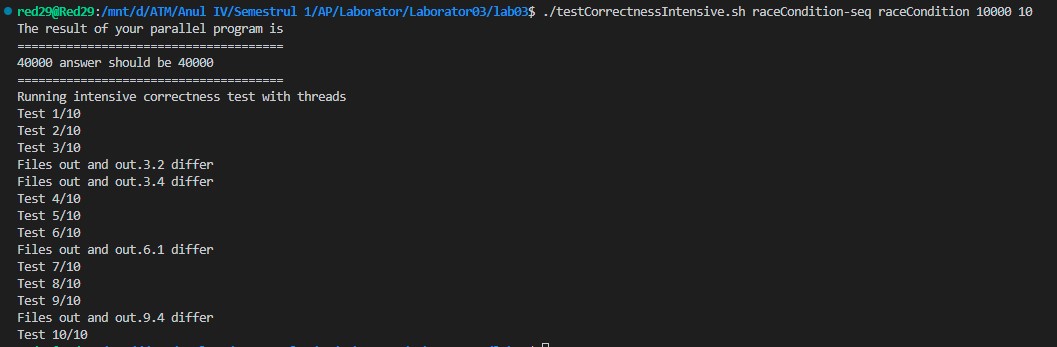 red29@Red29:/mnt/d/ATM/Anul IV/Semestrul 1/AP/Laborator/Laborator03/lab03$ ./testCorrectnessIntensive.sh raceCondition-seq raceCondition 10000 10
The result of your parallel program is
======================================
40000 answer should be 40000
======================================
Running intensive correctness test with threads
Test 1/10
Test 2/10
Test 3/10
Files out and out.3.2 differ
Files out and out.3.4 differ
Test 4/10
Test 5/10
Test 6/10
Files out and out.6.1 differ
Test 7/10
Test 8/10
Test 9/10
Files out and out.9.4 differ
Test 10/10